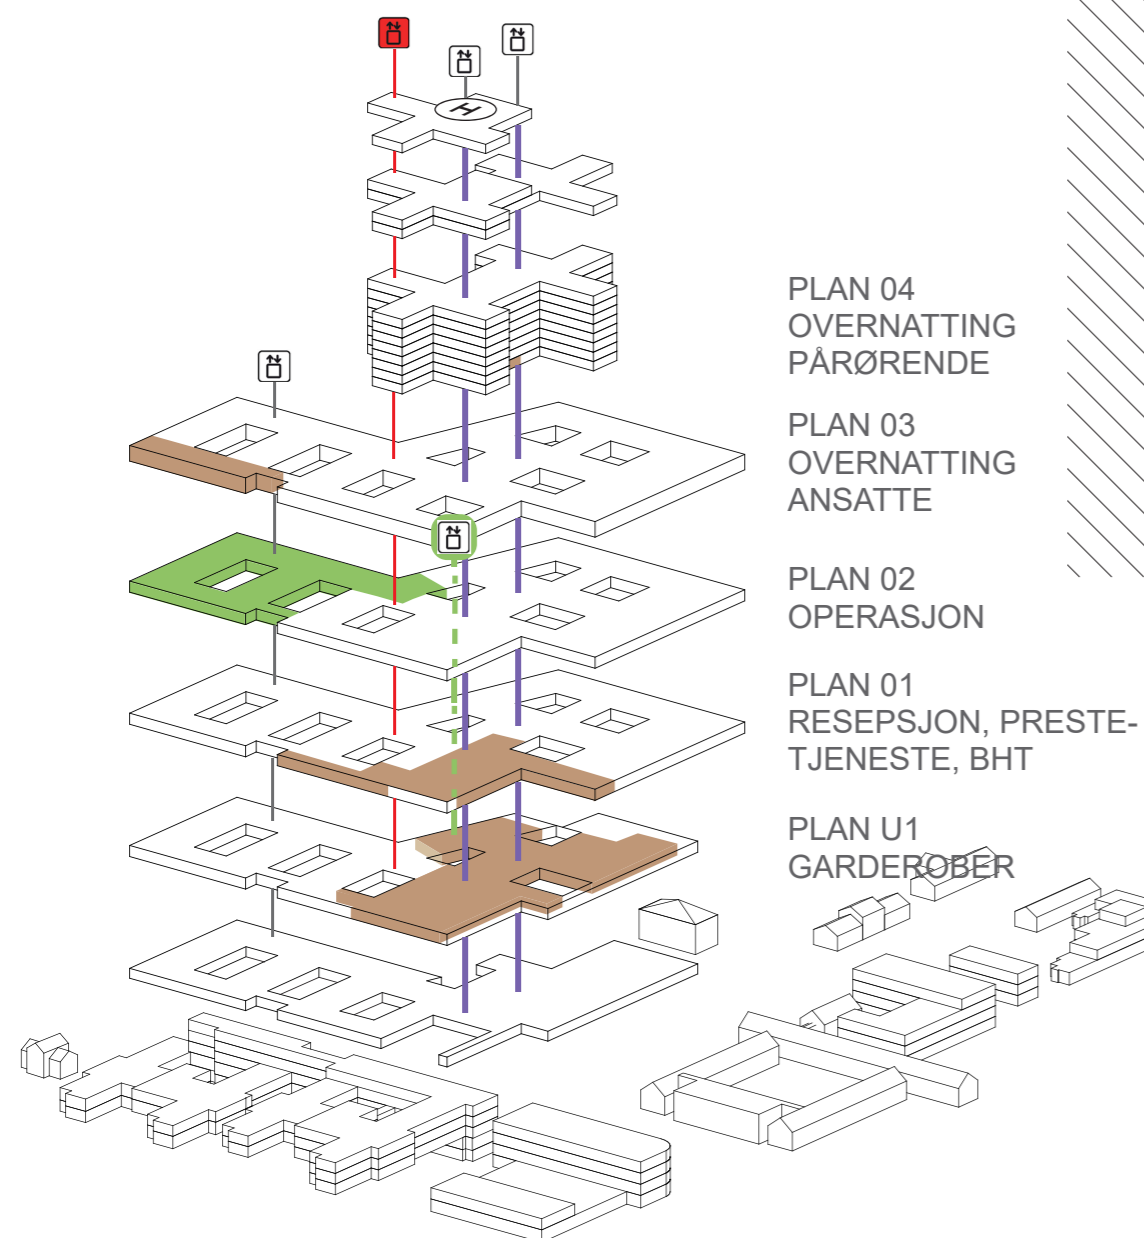 H
PLAN 04
OVERNATTING
PÅRØRENDE
PLAN 03
OVERNATTING
ANSATTE
PLAN 02
OPERASJON
PLAN 01
RESEPSJON, PRESTE-
TJENESTE, BHT
PLAN U1
GARDEROBER